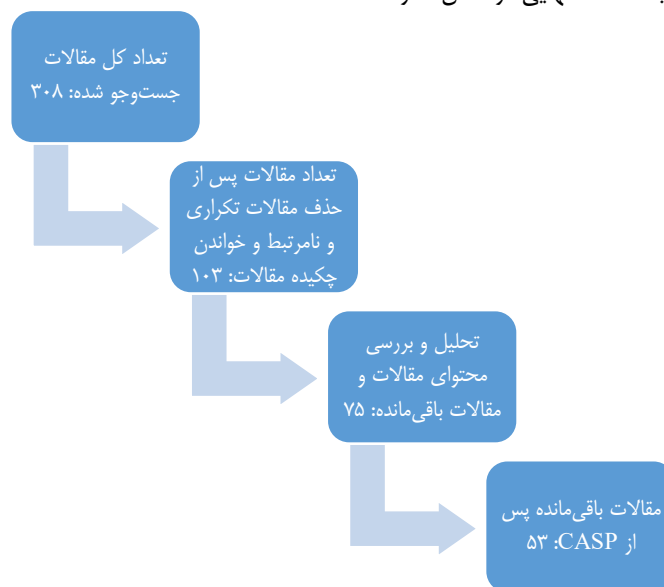 تعداد کل مقالات
جست‌وجو شده: ۳۰۸
تعداد مقالات پس از
حذف مقالات تکراری
و نامرتبط و خواندن
چکیده مقالات: ۱۰۳
تحلیل و بررسی
محتوای مقالات و
مقالات باقی‌مانده: ۷۵
مقالات باقی‌مانده پس
از CASP: ۵۳